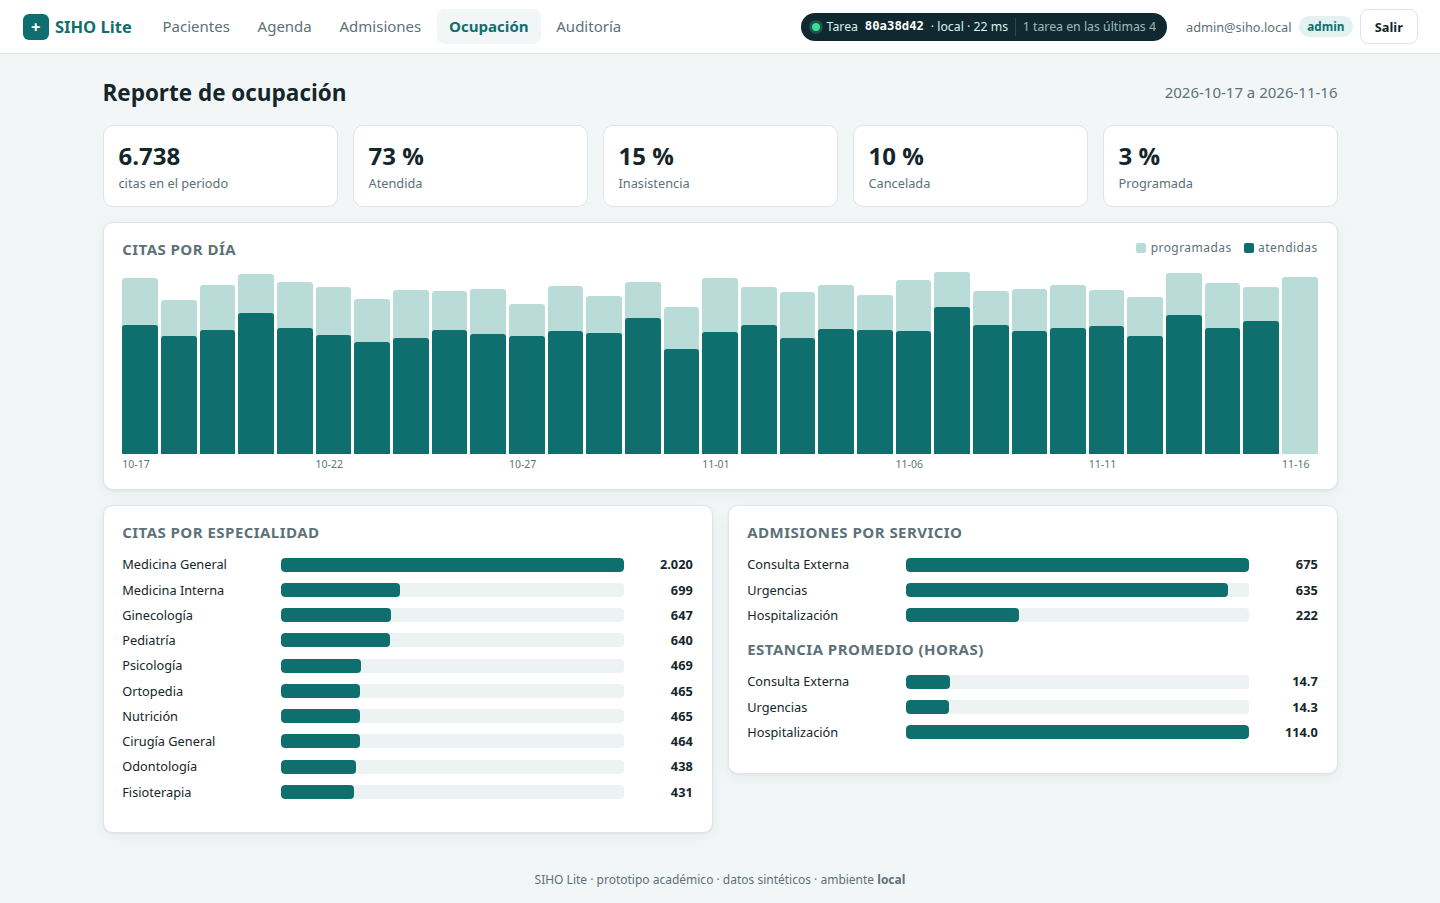 + SIHO Lite Pacientes Agenda Admisiones Ocupación Auditoría Tarea 80a38d42 · local · 22 ms 1 tarea en las últimas 4 admin@siho.local admin Salir
Reporte de ocupación 2026-10-17 a 2026-11-16
6.738 73 % 15 % 10 % 3 %
citas en el periodo Atendida Inasistencia Cancelada Programada
CITAS POR DÍA programadas atendidas
10-17 10-22 10-27 11-01 11-06 11-11 11-16
CITAS POR ESPECIALIDAD
Medicina General 2.020
Medicina Interna 699
Ginecología 647
Pediatría 640
Psicología 469
Ortopedia 465
Nutrición 465
Cirugía General 464
Odontología 438
Fisioterapia 431
ADMISIONES POR SERVICIO
Consulta Externa 675
Urgencias 635
Hospitalización 222
ESTANCIA PROMEDIO (HORAS)
Consulta Externa 14.7
Urgencias 14.3
Hospitalización 114.0
SIHO Lite · prototipo académico · datos sintéticos · ambiente local